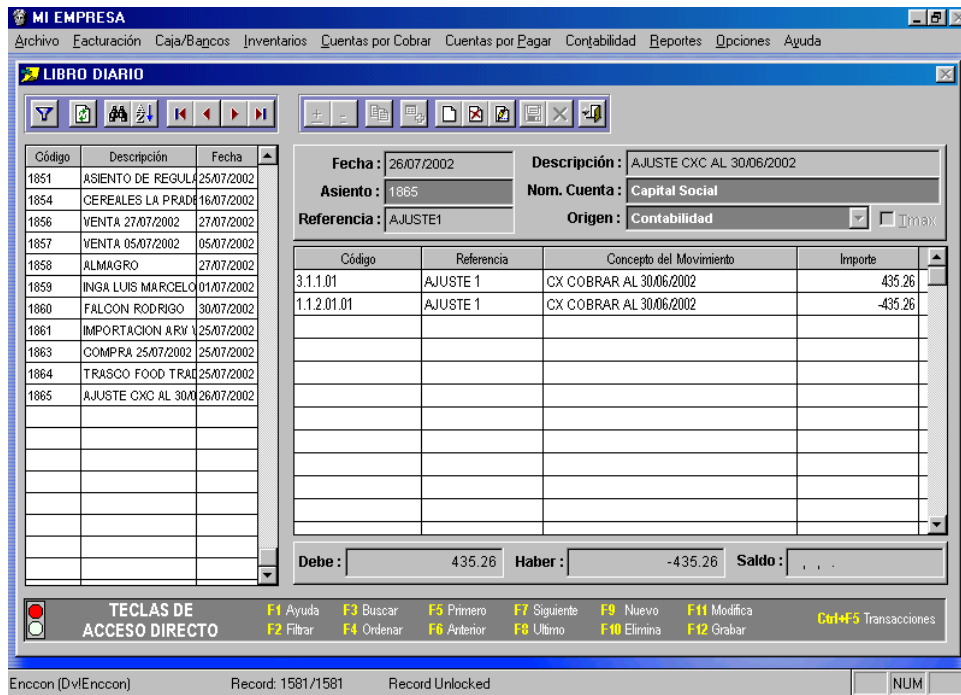 MI EMPRESA
Archivo Facturación Caja/Bancos Inventarios Cuentas por Cobrar Cuentas por Pagar Contabilidad Reportes Opciones Ayuda
LIBRO DIARIO
Código Descripción Fecha
1851 ASIENTO DE REGULA 25/07/2002
1854 CEREALES LA PRADE 16/07/2002
1856 VENTA 27/07/2002 27/07/2002
1857 VENTA 05/07/2002 05/07/2002
1858 ALMAGRO 27/07/2002
1859 INGA LUIS MARCELO 01/07/2002
1860 FALCON RODRIGO 30/07/2002
1861 IMPORTACION ARV 25/07/2002
1863 COMPRA 25/07/2002 25/07/2002
1864 TRASCO FOOD TRAD 25/07/2002
1865 AJUSTE CXC AL 30/0 26/07/2002
Fecha : 26/07/2002 Descripción : AJUSTE CXC AL 30/06/2002
Asiento : 1865 Nom. Cuenta : Capital Social
Referencia : AJUSTE1 Origen : Contabilidad Tmax
Código Referencia Concepto del Movimiento Importe
3.1.1.01 AJUSTE 1 CX COBRAR AL 30/06/2002 435.26
1.1.2.01.01 AJUSTE 1 CX COBRAR AL 30/06/2002 -435.26
Debe : 435.26 Haber : -435.26 Saldo : , , .
TECLAS DE ACCESO DIRECTO
F1 Ayuda F3 Buscar F5 Primero F7 Siguiente F9 Nuevo F11 Modifica
F2 Filtrar F4 Ordenar F6 Anterior F8 Ultimo F10 Elimina F12 Grabar
Ctrl+F5 Transacciones
Enccon (Dv!Enccon) Record: 1581/1581 Record Unlocked NUM